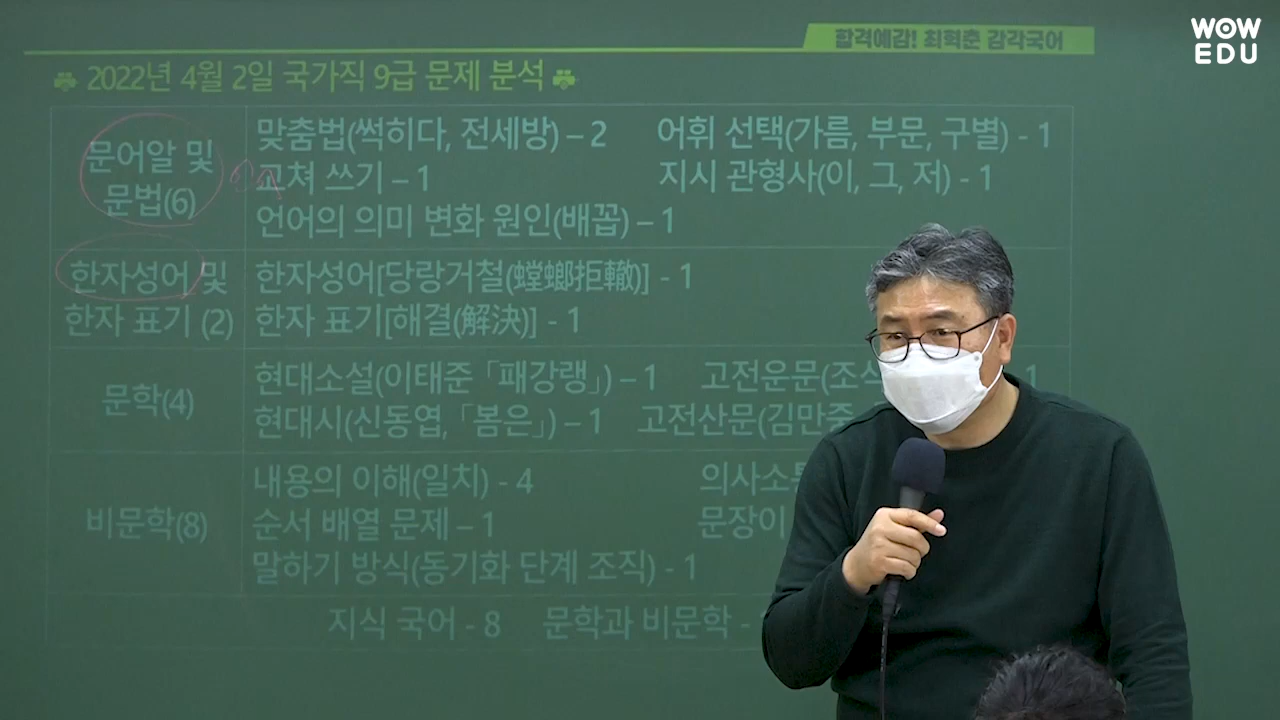 WOW
EDU
합격예감! 최혁춘 감각국어
2022년 4월 2일 국가직 9급 문제 분석
문어알 및
문법(6)
맞춤법(썩히다, 전세방) – 2 어휘 선택(가름, 부문, 구별) - 1
고쳐 쓰기 – 1 지시 관형사(이, 그, 저) - 1
언어의 의미 변화 원인(배꼽) – 1
한자성어 및
한자 표기 (2)
한자성어[당랑거철(螳螂拒轍)] - 1
한자 표기[해결(解決)] - 1
문학(4)
현대소설(이태준 「패강랭」) – 1 고전운문(조식 1
현대시(신동엽, 「봄은」) – 1 고전산문(김만중
비문학(8)
내용의 이해(일치) - 4 의사소통
순서 배열 문제 – 1 문장이
말하기 방식(동기화 단계 조직) - 1
지식 국어 - 8 문학과 비문학 -